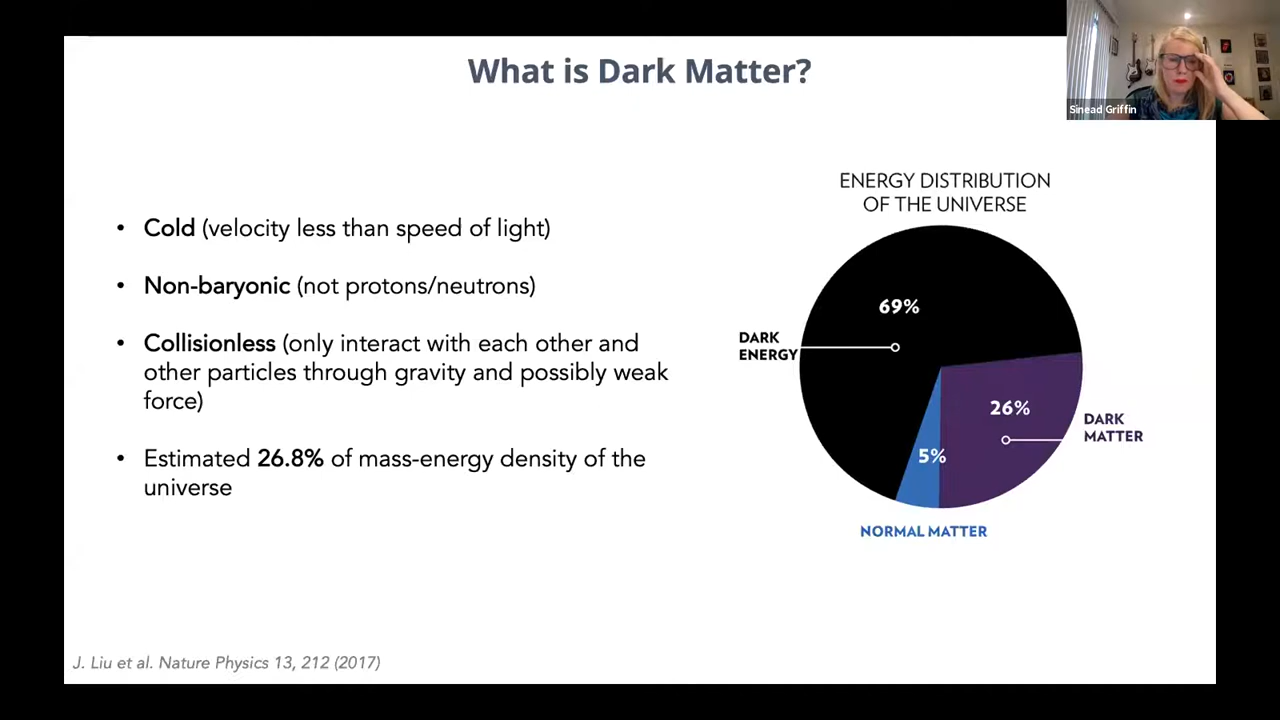 What is Dark Matter?
Sinead Griffin
• Cold (velocity less than speed of light)
• Non-baryonic (not protons/neutrons)
• Collisionless (only interact with each other and
other particles through gravity and possibly weak
force)
• Estimated 26.8% of mass-energy density of the
universe
ENERGY DISTRIBUTION
OF THE UNIVERSE
69%
DARK
ENERGY
26%
DARK
MATTER
5%
NORMAL MATTER
J. Liu et al. Nature Physics 13, 212 (2017)